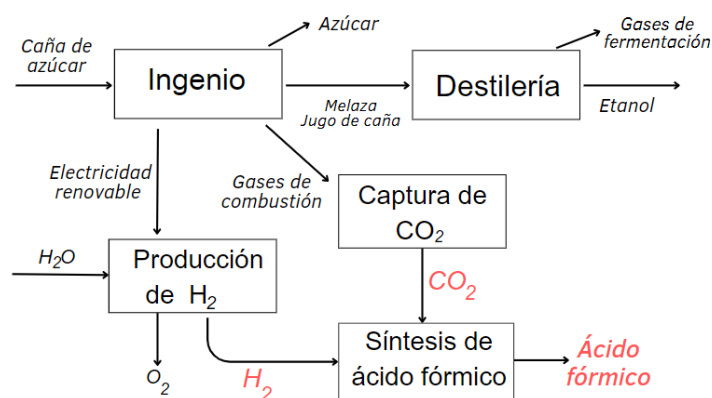 Caña de
azúcar
Ingenio
Azúcar
Melaza
Jugo de caña
Destilería
Gases de
fermentación
Etanol
Electricidad
renovable
Gases de
combustión
Captura de
CO₂
H₂O
Producción
de H₂
CO₂
O₂
H₂
Síntesis de
ácido fórmico
Ácido
fórmico